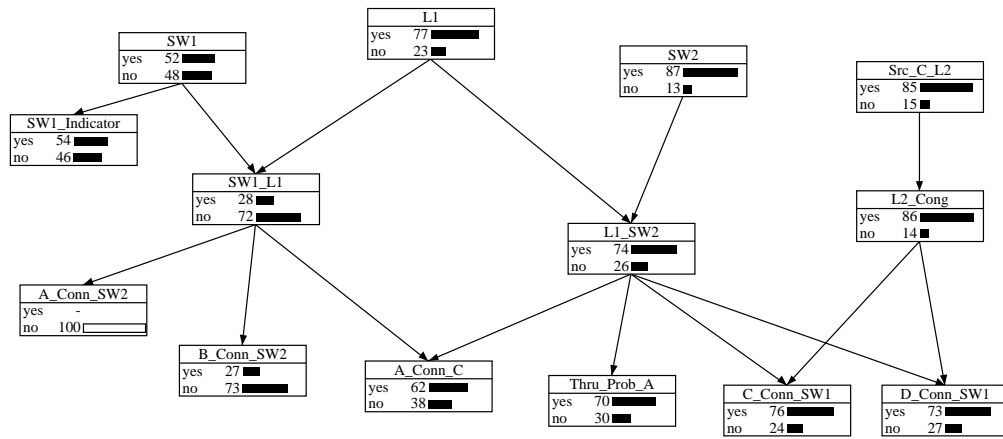 L1
yes 77
no 23
SW1
yes 52
no 48
SW2
yes 87
no 13
Src_C_L2
yes 85
no 15
SW1_Indicator
yes 54
no 46
SW1_L1
yes 28
no 72
L2_Cong
yes 86
no 14
L1_SW2
yes 74
no 26
A_Conn_SW2
yes -
no 100
B_Conn_SW2
yes 27
no 73
A_Conn_C
yes 62
no 38
Thru_Prob_A
yes 70
no 30
C_Conn_SW1
yes 76
no 24
D_Conn_SW1
yes 73
no 27